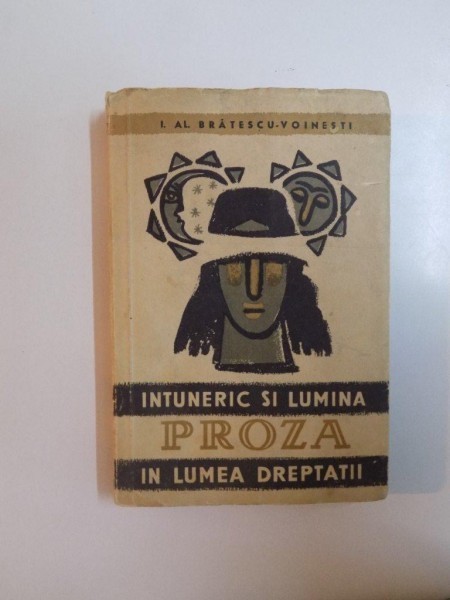 I. AL. BRĂTESCU-VOINEȘTI
INTUNERIC SI LUMINA
PROZA
IN LUMEA DREPTATII